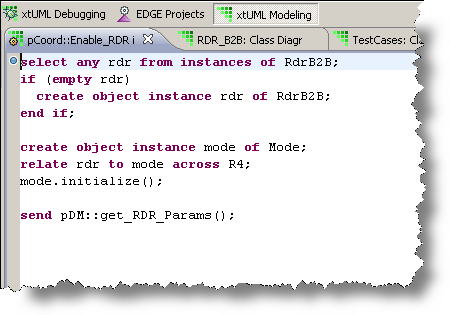 xtUML Debugging EDGE Projects xtUML Modeling
pCoord::Enable_RDR i RDR_B2B: Class Diagr TestCases: Cl
select any rdr from instances of RdrB2B;
if (empty rdr)
  create object instance rdr of RdrB2B;
end if;

create object instance mode of Mode;
relate rdr to mode across R4;
mode.initialize();

send pDM::get_RDR_Params();